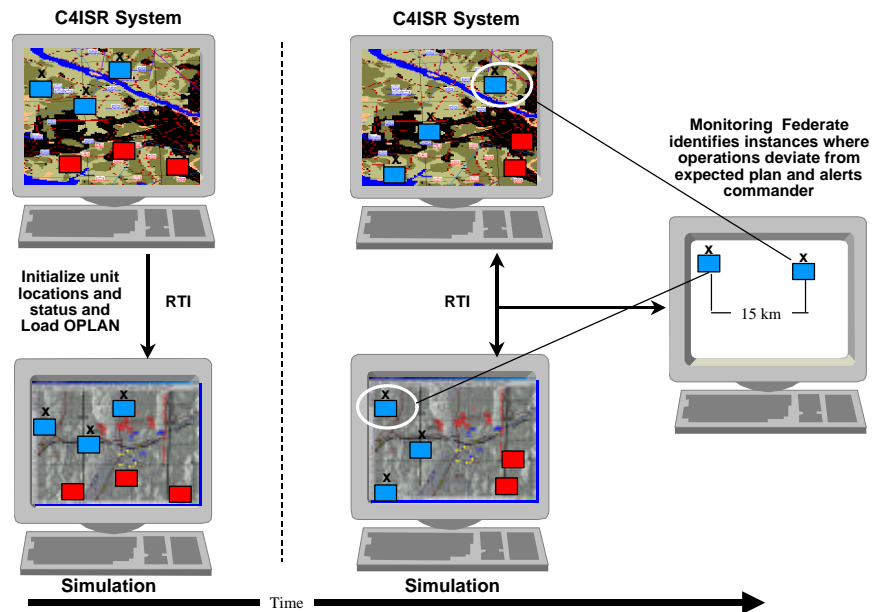 C4ISR System
C4ISR System
x
x
x
x
x
x
Monitoring Federate
identifies instances where
operations deviate from
expected plan and alerts
commander
Initialize unit
locations and
status and
Load OPLAN
RTI
RTI
x
x
15 km
x
x
x
x
x
x
Simulation
Simulation
Time